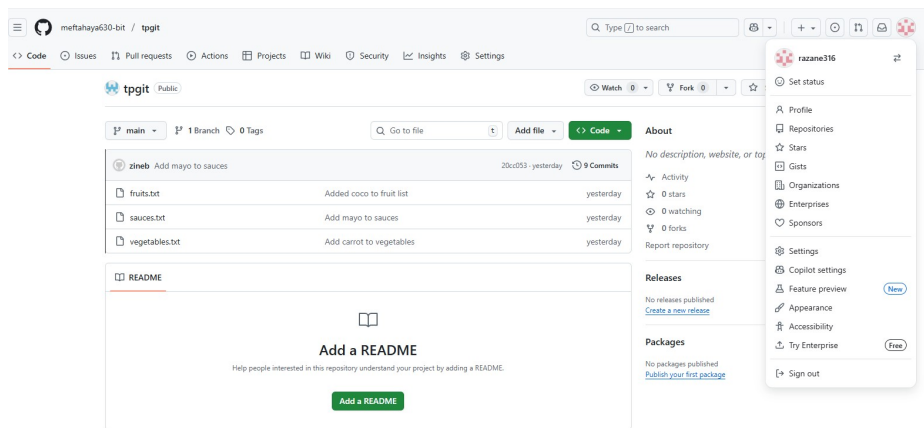 meftahaya630-bit / tpgit
Type / to search
Code Issues Pull requests Actions Projects Wiki Security Insights Settings
tpgit Public
Watch 0 Fork 0
main 1 Branch 0 Tags
Go to file t
Add file
Code
zineb Add mayo to sauces 20cc053 · yesterday 9 Commits
fruits.txt Added coco to fruit list yesterday
sauces.txt Add mayo to sauces yesterday
vegetables.txt Add carrot to vegetables yesterday
README
Add a README
Help people interested in this repository understand your project by adding a README.
Add a README
About
No description, website, or top
Activity
0 stars
0 watching
0 forks
Report repository
Releases
No releases published
Create a new release
Packages
No packages published
Publish your first package
razane316
Set status
Profile
Repositories
Stars
Gists
Organizations
Enterprises
Sponsors
Settings
Copilot settings
Feature preview New
Appearance
Accessibility
Try Enterprise Free
Sign out